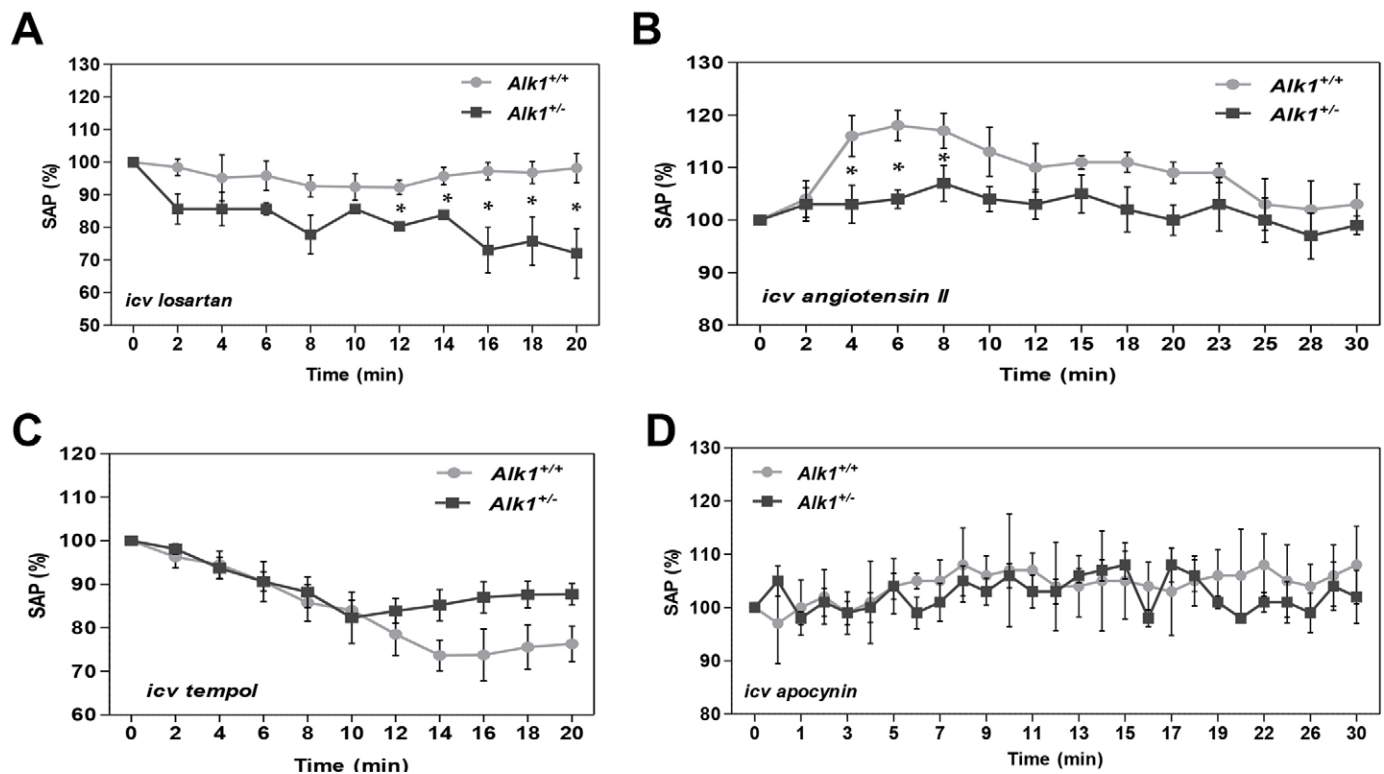 A
SAP (%)
130
120
110
100
90
80
70
60
50
Alk1+/+
Alk1+/-
* * * * *
icv losartan
0 2 4 6 8 10 12 14 16 18 20
Time (min)
B
SAP (%)
130
120
110
100
90
80
Alk1+/+
Alk1+/-
* * *
icv angiotensin II
0 2 4 6 8 10 12 15 18 20 23 25 28 30
Time (min)
C
SAP (%)
120
110
100
90
80
70
60
Alk1+/+
Alk1+/-
icv tempol
0 2 4 6 8 10 12 14 16 18 20
Time (min)
D
SAP (%)
130
120
110
100
90
80
Alk1+/+
Alk1+/-
icv apocynin
0 1 3 5 7 9 11 13 15 17 19 22 26 30
Time (min)